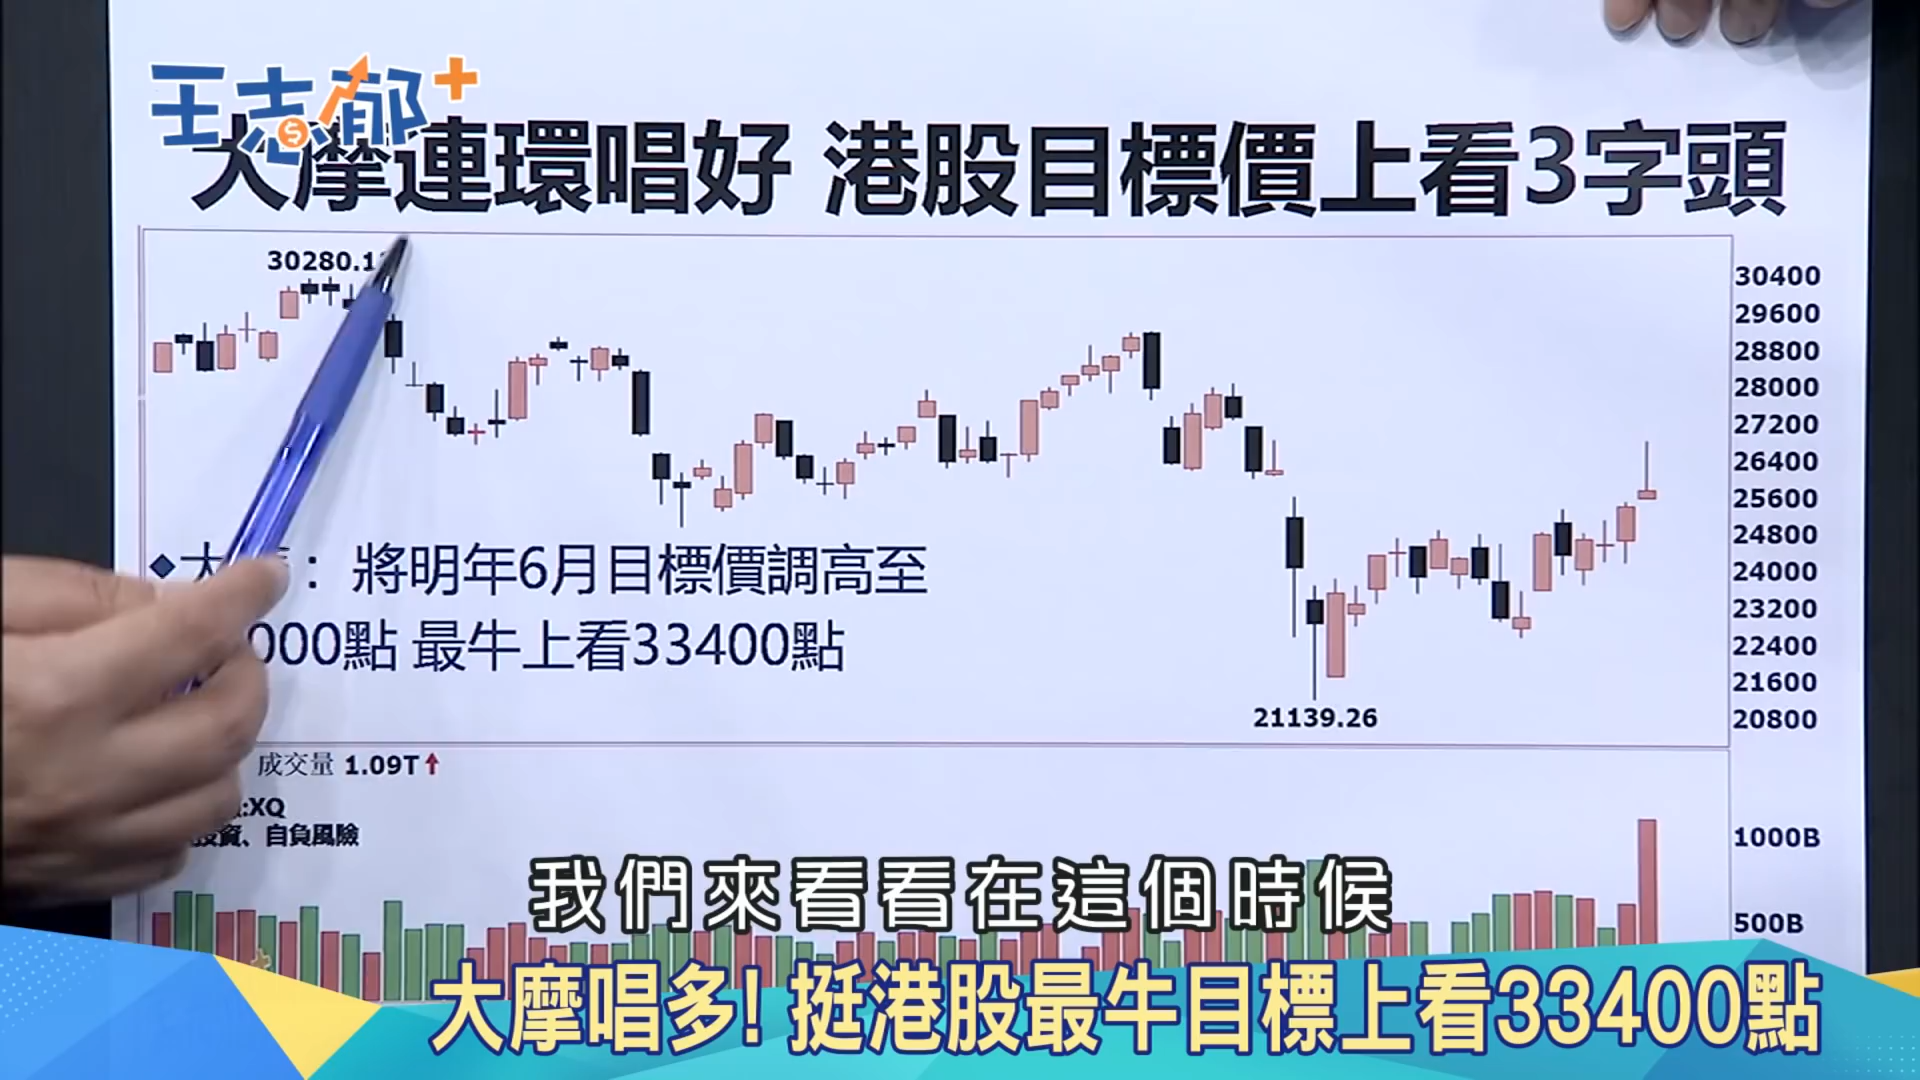 王志郁+
大摩連環唱好 港股目標價上看3字頭
30280.1
30400
29600
28800
28000
27200
26400
25600
24800
24000
23200
22400
21600
20800
◆大：將明年6月目標價調高至
000點 最牛上看33400點
21139.26
成交量 1.09T↑
:XQ
投資、自負風險
1000B
500B
我們來看看在這個時候
大摩唱多! 挺港股最牛目標上看33400點